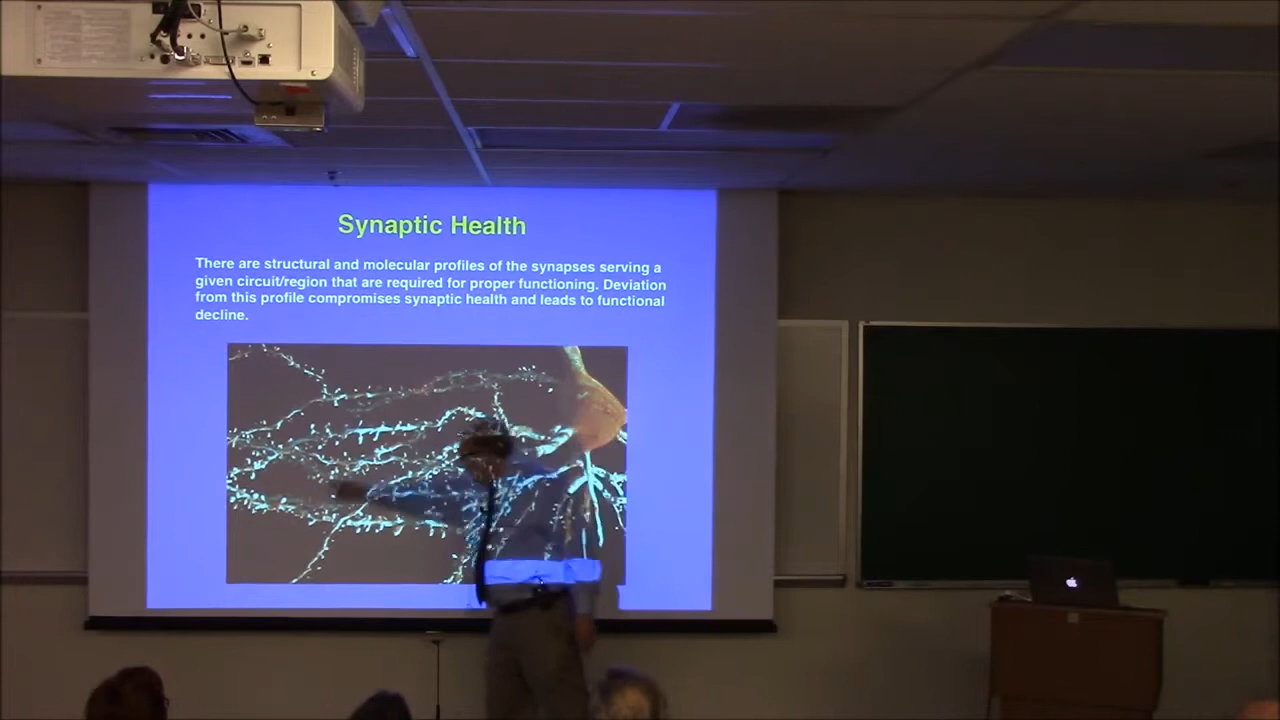 Synaptic Health
There are structural and molecular profiles of the synapses serving a
given circuit/region that are required for proper functioning. Deviation
from this profile compromises synaptic health and leads to functional
decline.